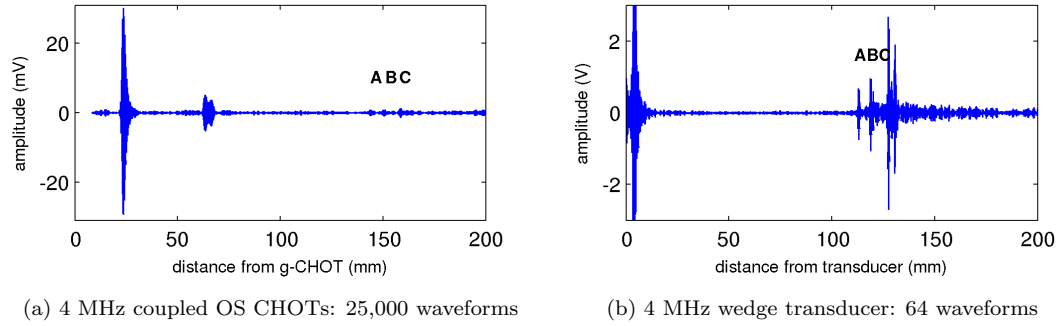 20
0
-20
amplitude (mV)
A B C
0 50 100 150 200
distance from g-CHOT (mm)
(a) 4 MHz coupled OS CHOTs: 25,000 waveforms
2
0
-2
amplitude (V)
ABC
0 50 100 150 200
distance from transducer (mm)
(b) 4 MHz wedge transducer: 64 waveforms